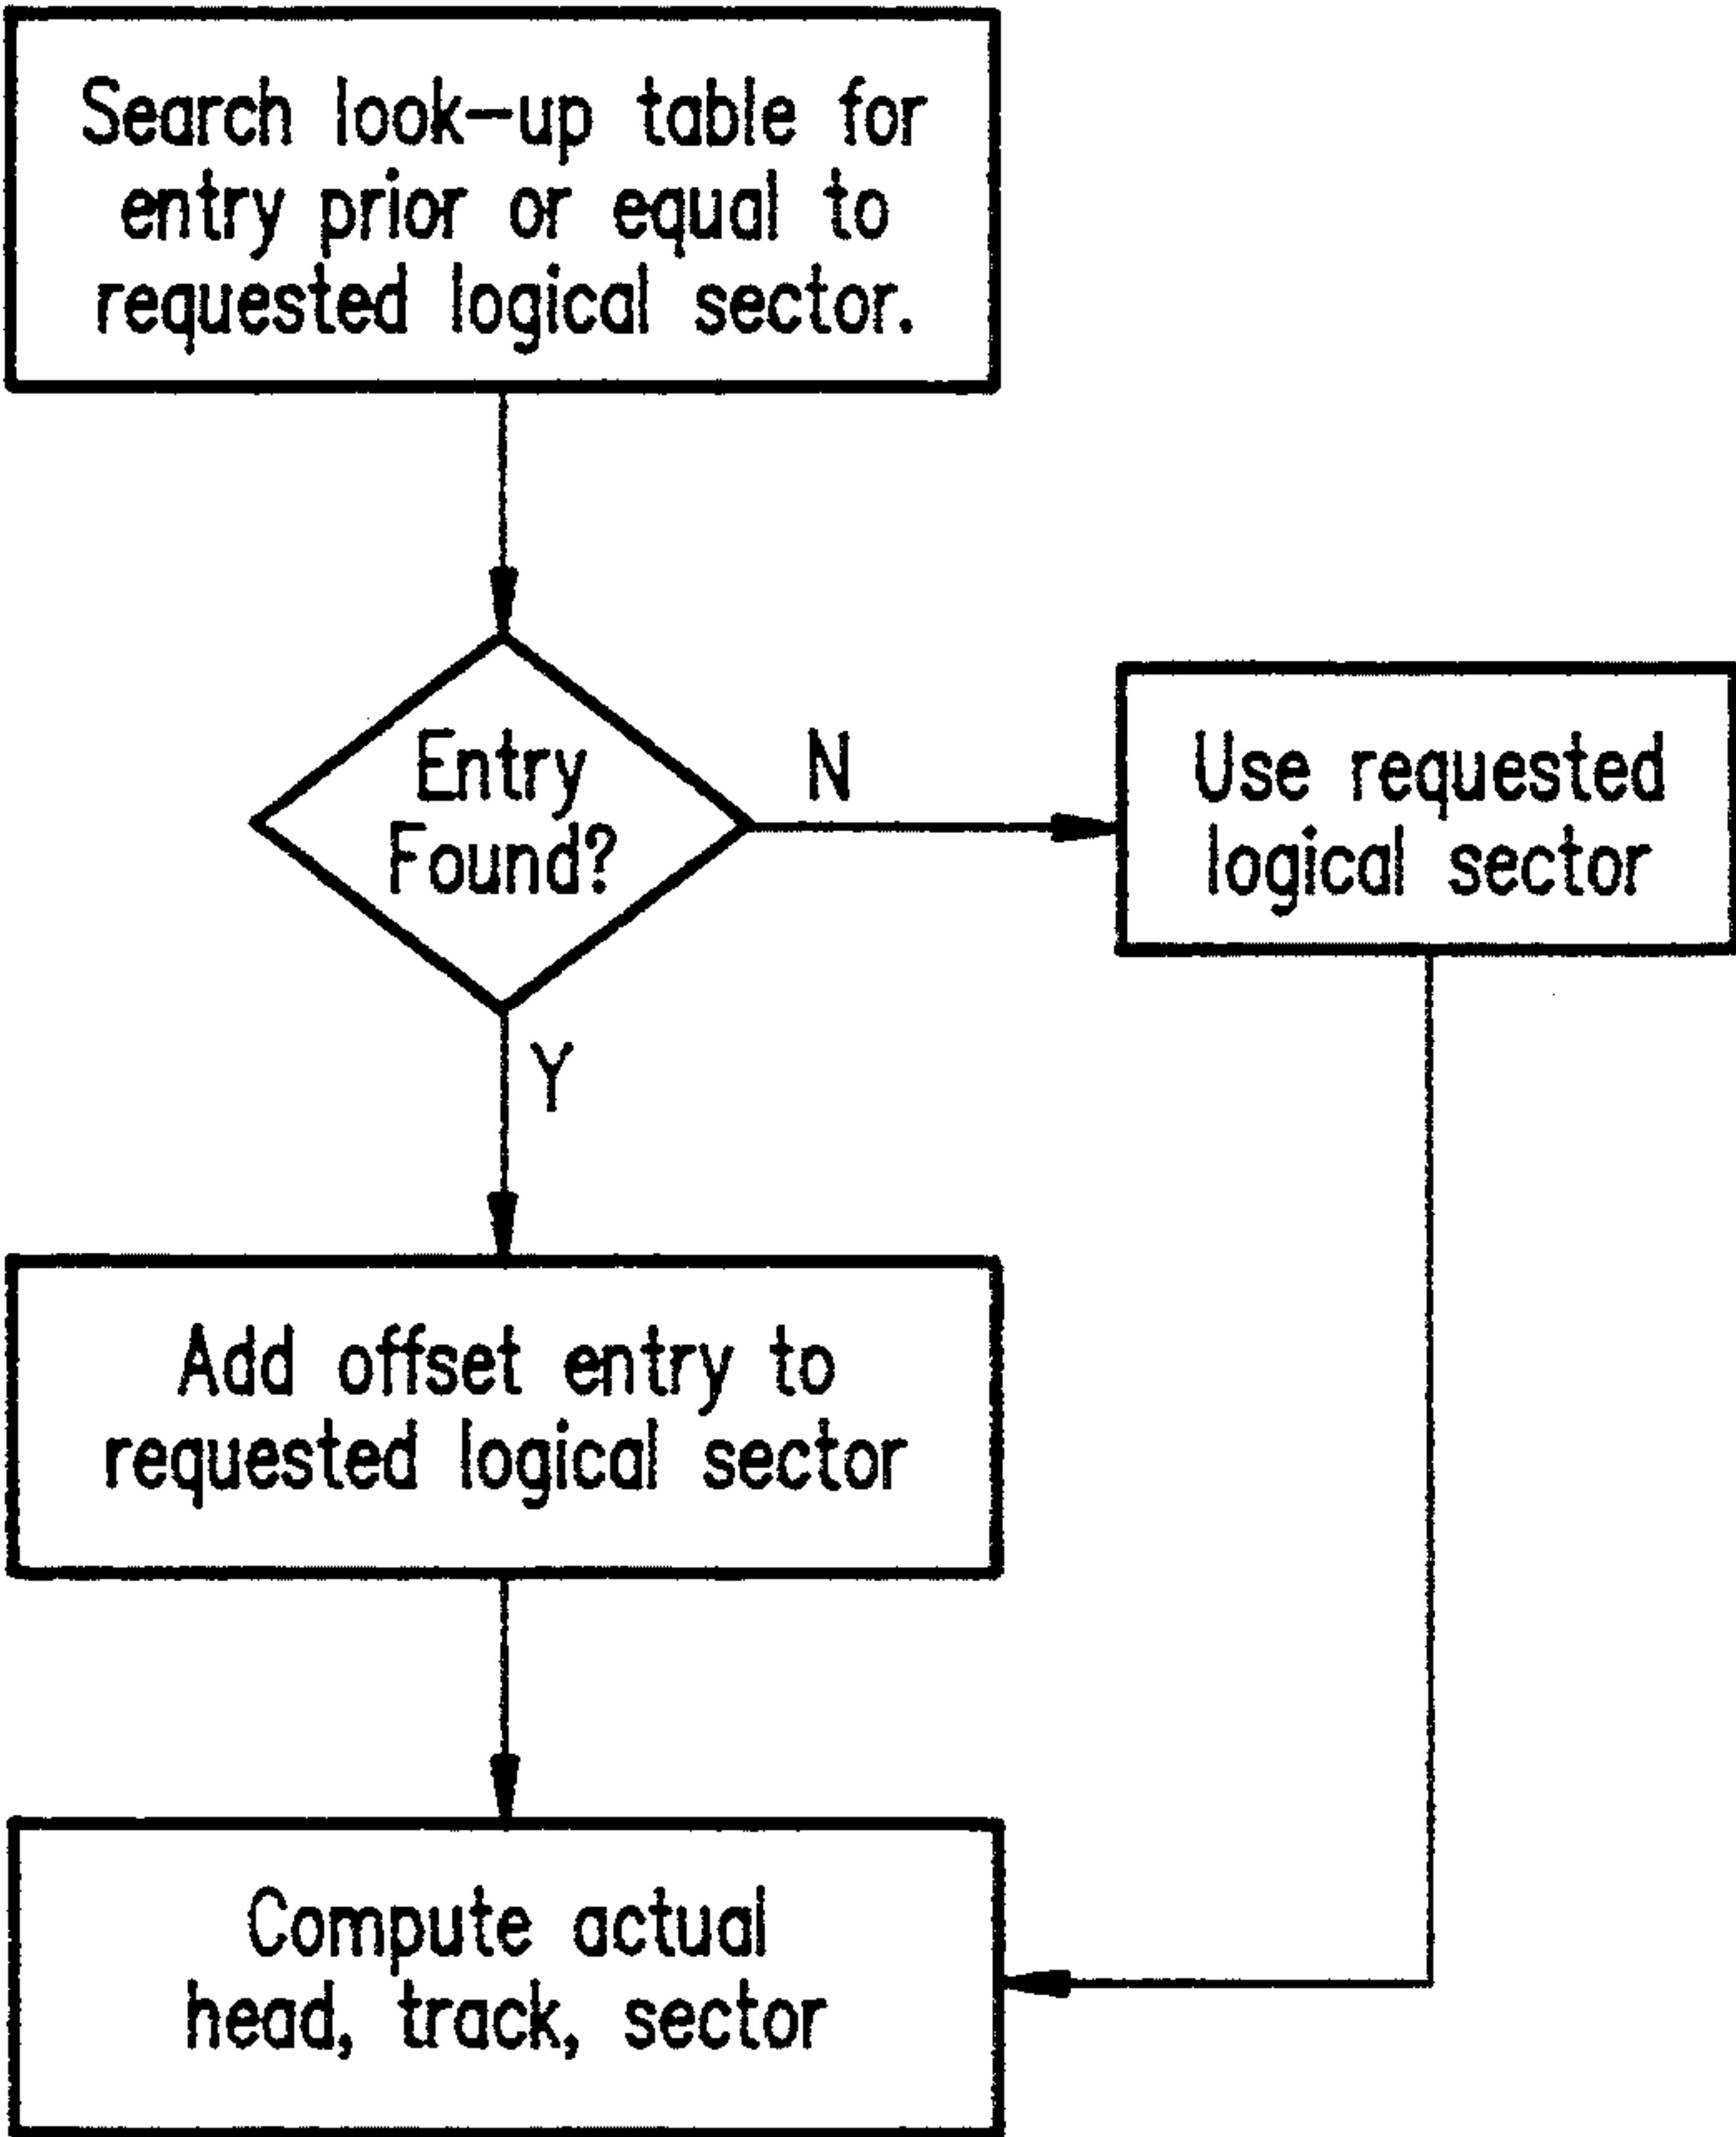 Search look-up table for
entry prior or equal to
requested logical sector.
Entry
Found?
N
Use requested
logical sector
Y
Add offset entry to
requested logical sector
Compute actual
head, track, sector